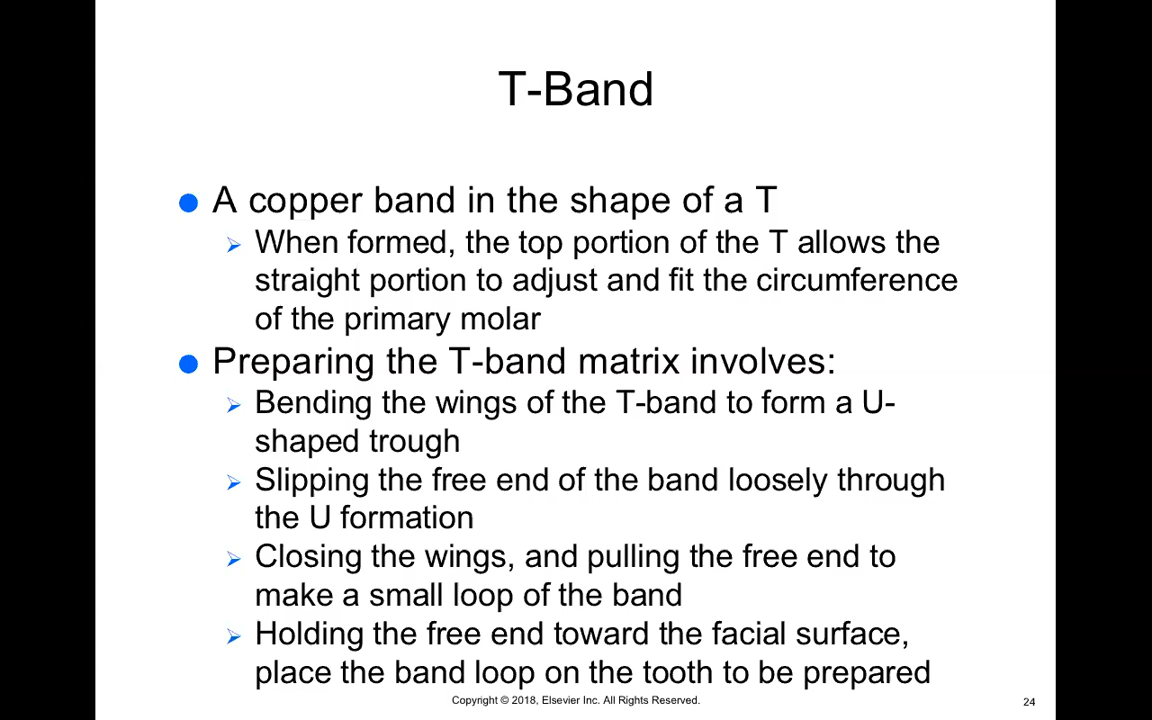 T-Band
A copper band in the shape of a T
When formed, the top portion of the T allows the
straight portion to adjust and fit the circumference
of the primary molar
Preparing the T-band matrix involves:
Bending the wings of the T-band to form a U-
shaped trough
Slipping the free end of the band loosely through
the U formation
Closing the wings, and pulling the free end to
make a small loop of the band
Holding the free end toward the facial surface,
place the band loop on the tooth to be prepared
Copyright © 2018, Elsevier Inc. All Rights Reserved.
24